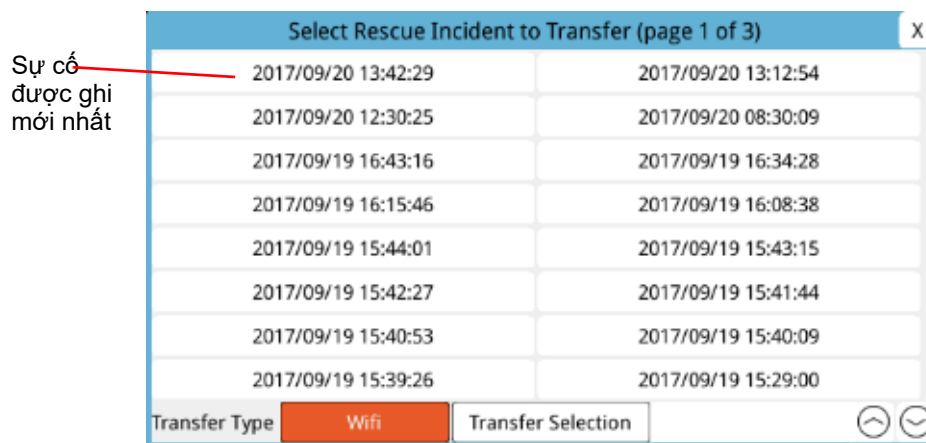 Select Rescue Incident to Transfer (page 1 of 3) X
Sự cố
được ghi
mới nhất
2017/09/20 13:42:29 2017/09/20 13:12:54
2017/09/20 12:30:25 2017/09/20 08:30:09
2017/09/19 16:43:16 2017/09/19 16:34:28
2017/09/19 16:15:46 2017/09/19 16:08:38
2017/09/19 15:44:01 2017/09/19 15:43:15
2017/09/19 15:42:27 2017/09/19 15:41:44
2017/09/19 15:40:53 2017/09/19 15:40:09
2017/09/19 15:39:26 2017/09/19 15:29:00
Transfer Type Wifi Transfer Selection